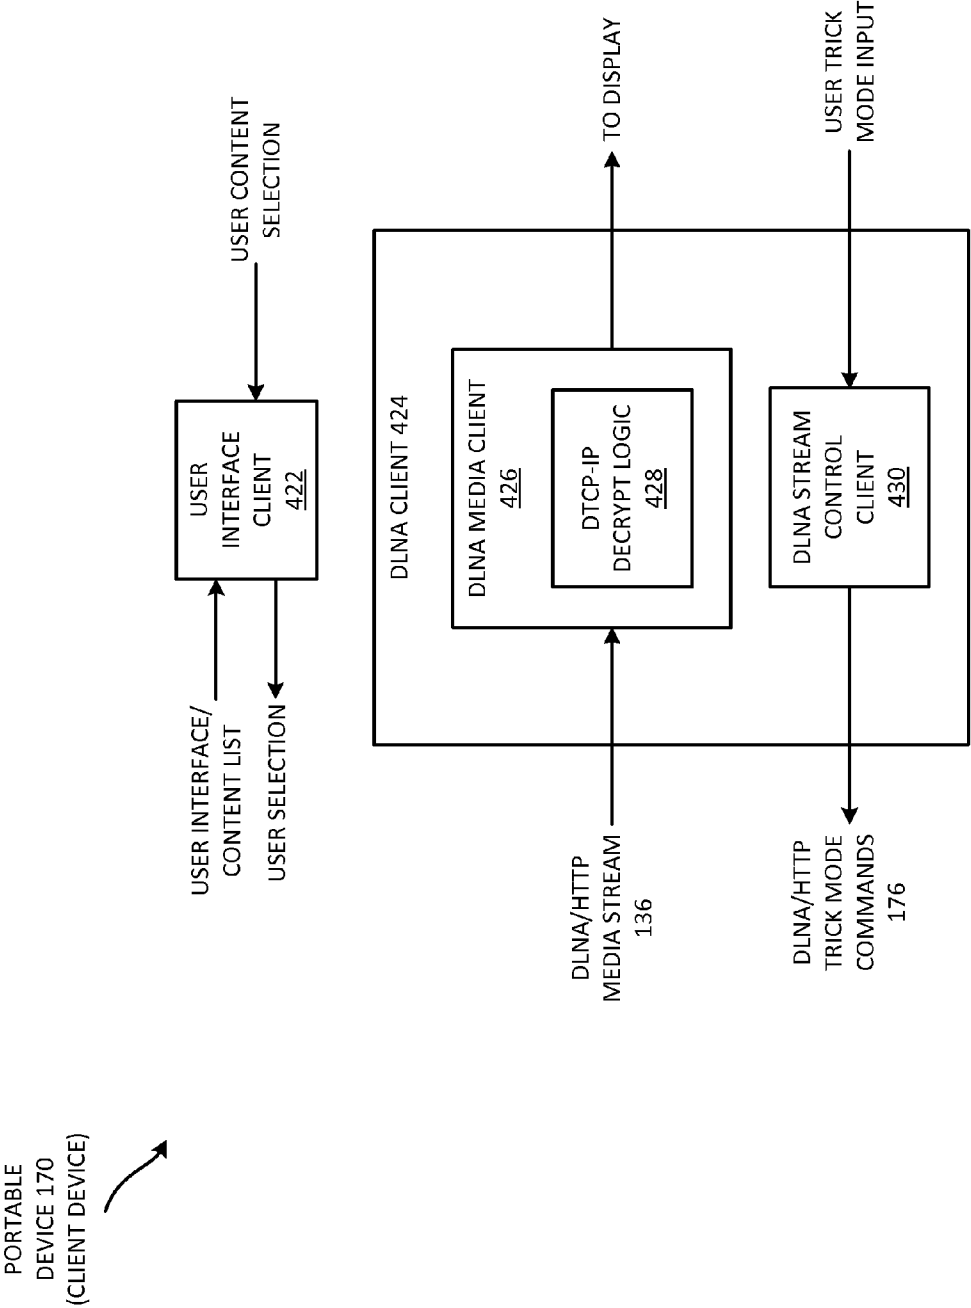 PORTABLE
DEVICE 170
(CLIENT DEVICE)
USER INTERFACE/
CONTENT LIST
USER SELECTION
USER
INTERFACE
CLIENT
422
USER CONTENT
SELECTION
DLNA CLIENT 424
DLNA MEDIA CLIENT
426
DTCP-IP
DECRYPT LOGIC
428
DLNA/HTTP
MEDIA STREAM
136
TO DISPLAY
DLNA STREAM
CONTROL
CLIENT
430
DLNA/HTTP
TRICK MODE
COMMANDS
176
USER TRICK
MODE INPUT